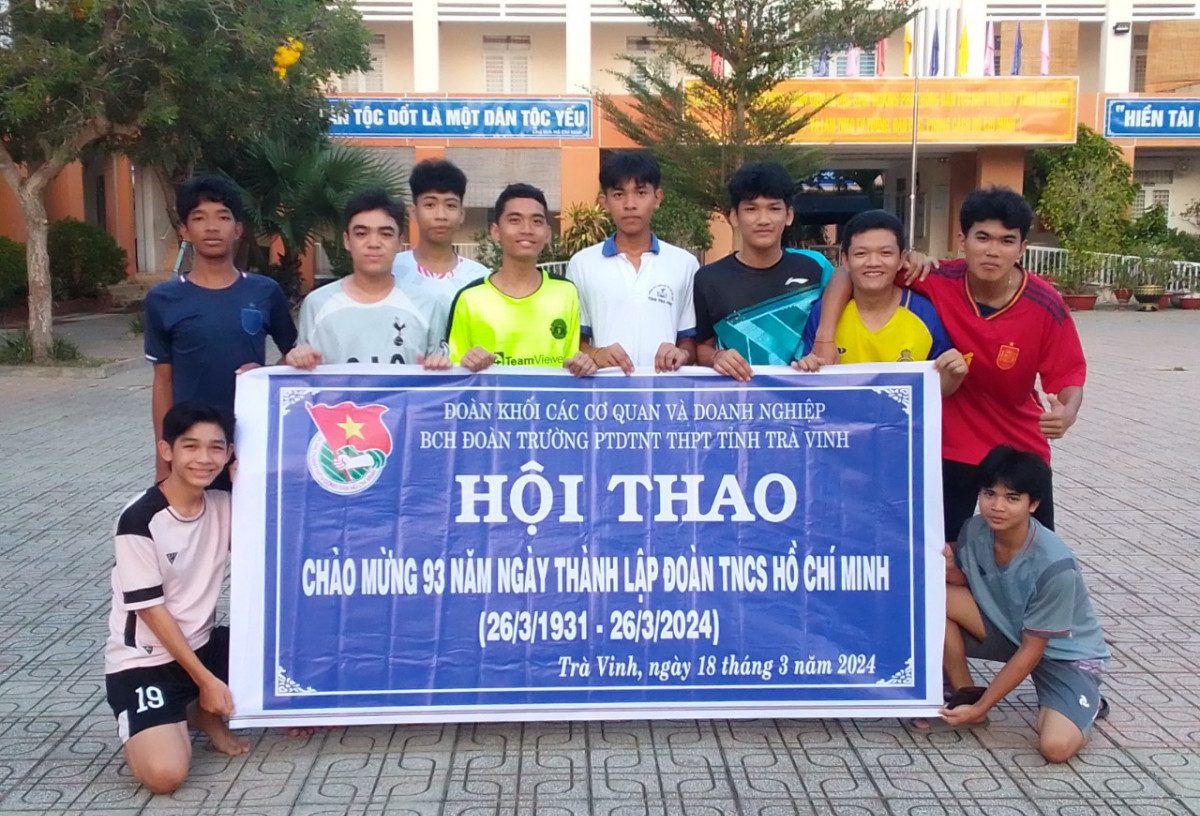 TỘC DỐT LÀ MỘT DÂN TỘC YẾU
"HIỀN TÀI
TeamViewer
ĐOÀN KHỐI CÁC CƠ QUAN VÀ DOANH NGHIỆP
BCH ĐOÀN TRƯỜNG PTDTNT THPT TỈNH TRÀ VINH
HỘI THAO
CHÀO MỪNG 93 NĂM NGÀY THÀNH LẬP ĐOÀN TNCS HỒ CHÍ MINH
(26/3/1931 - 26/3/2024)
Trà Vinh, ngày 18 tháng 3 năm 2024
19